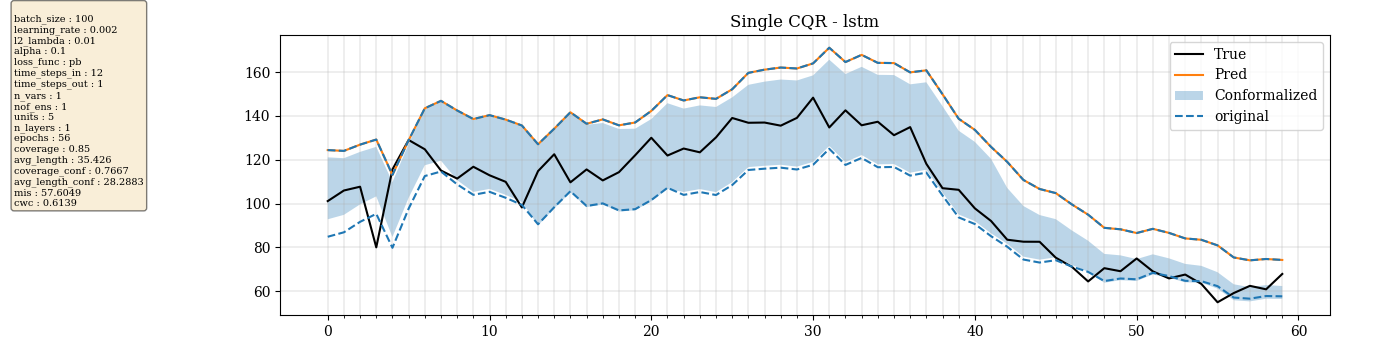 batch_size : 100
learning_rate : 0.002
l2_lambda : 0.01
alpha : 0.1
loss_func : pb
time_steps_in : 12
time_steps_out : 1
n_vars : 1
nof_ens : 1
units : 5
n_layers : 1
epochs : 56
coverage : 0.85
avg_length : 35.426
coverage_conf : 0.7667
avg_length_conf : 28.2883
mis : 57.6049
cwc : 0.6139
Single CQR - lstm
True
Pred
Conformalized
original
160
140
120
100
80
60
0 10 20 30 40 50 60